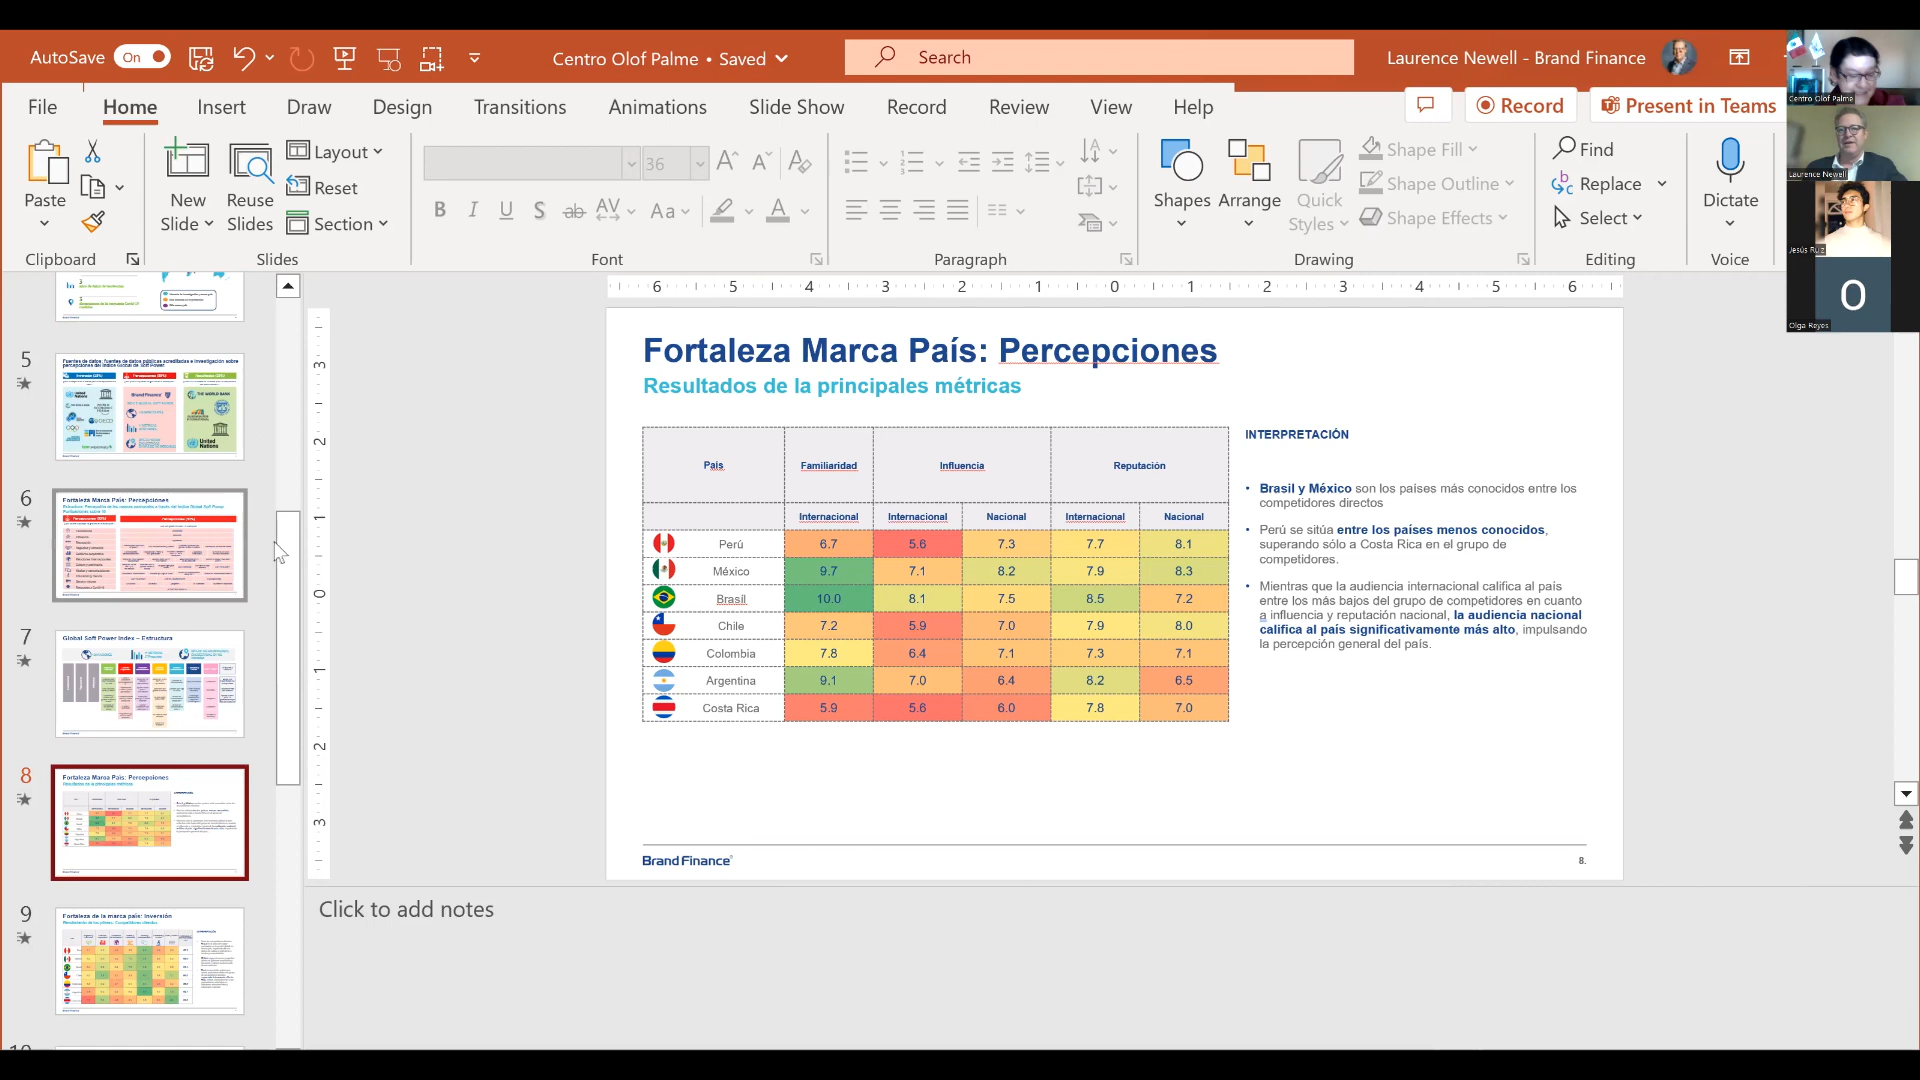 AutoSave On
Centro Olof Palme • Saved
Search
Laurence Newell - Brand Finance
File Home Insert Draw Design Transitions Animations Slide Show Record Review View Help
Record
Present in Teams
Paste
Clipboard
New Slide
Reuse Slides
Layout
Reset
Section
Slides
36
Font
Paragraph
Shapes
Arrange
Quick Styles
Shape Fill
Shape Outline
Shape Effects
Drawing
Find
Replace
Select
Editing
Dictate
Voice
Centro Olof Palme
Laurence Newell
Jesús Ruiz
O
Olga Reyes
5
6
Fortaleza Marca País: Percepciones
7
Global Soft Power Index – Estructura
8
Fortaleza Marca País: Percepciones
9
Fortaleza de la marca país: Inversión
Fortaleza Marca País: Percepciones
Resultados de la principales métricas
País Familiaridad Influencia Reputación
Internacional Internacional Nacional Internacional Nacional
Perú 6.7 5.6 7.3 7.7 8.1
México 9.7 7.1 8.2 7.9 8.3
Brasil 10.0 8.1 7.5 8.5 7.2
Chile 7.2 5.9 7.0 7.9 8.0
Colombia 7.8 6.4 7.1 7.3 7.1
Argentina 9.1 7.0 6.4 8.2 6.5
Costa Rica 5.9 5.6 6.0 7.8 7.0
INTERPRETACIÓN
• Brasil y México son los países más conocidos entre los
competidores directos
• Perú se sitúa entre los países menos conocidos,
superando sólo a Costa Rica en el grupo de
competidores.
• Mientras que la audiencia internacional califica al país
entre los más bajos del grupo de competidores en cuanto
a influencia y reputación nacional, la audiencia nacional
califica al país significativamente más alto, impulsando
la percepción general del país.
Brand Finance
8.
Click to add notes